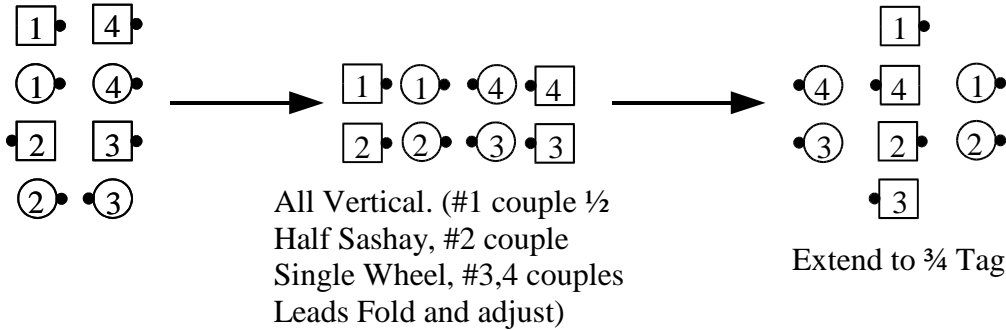 1 4
1 4
2 3
2 3
1 1 4 4
2 2 3 3
1
4 4 1
3 2 2
3
All Vertical. (#1 couple ½
Half Sashay, #2 couple
Single Wheel, #3,4 couples
Leads Fold and adjust)
Extend to ¾ Tag